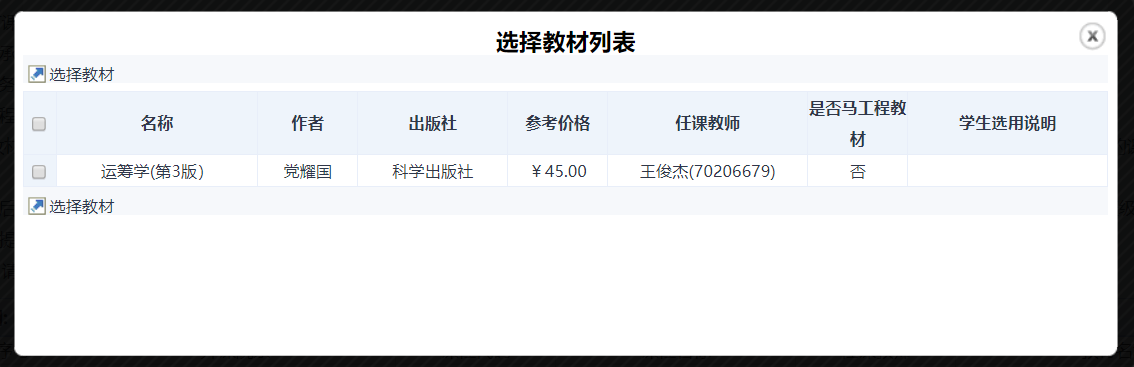 选择教材列表
选择教材
名称 作者 出版社 参考价格 任课教师 是否马工程教材 学生选用说明
运筹学(第3版) 党耀国 科学出版社 ￥45.00 王俊杰(70206679) 否
选择教材